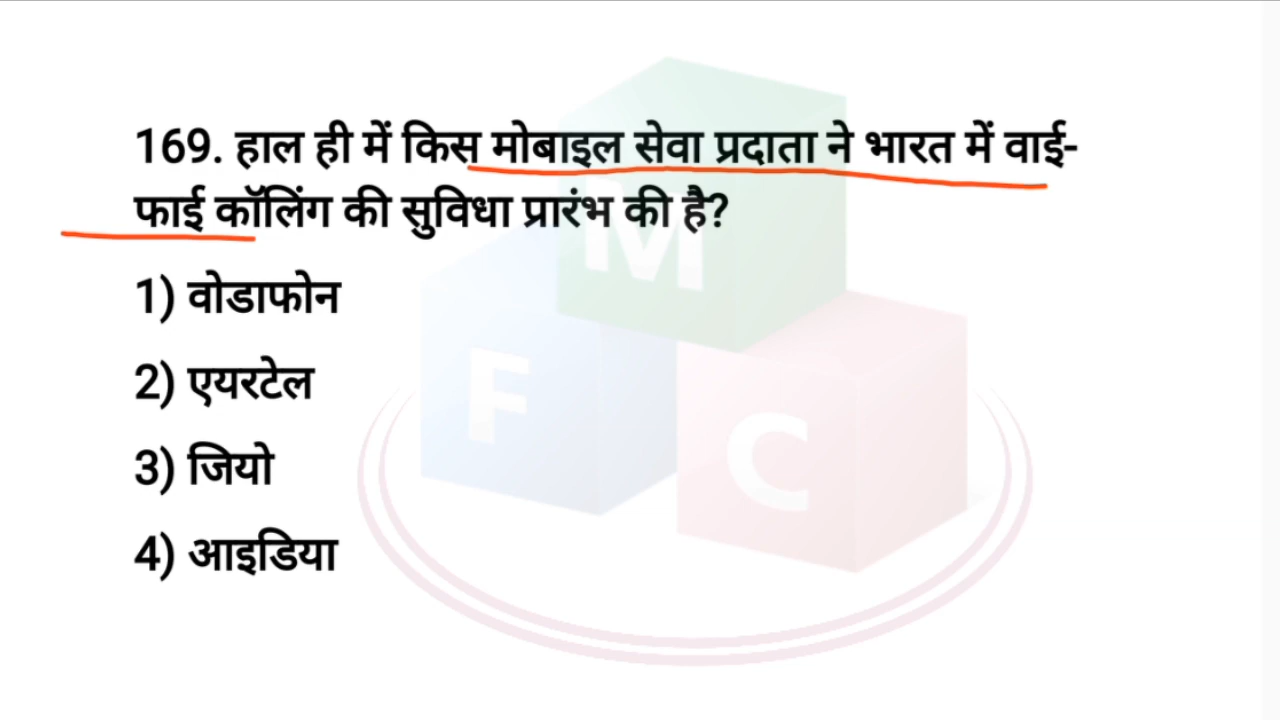 169. हाल ही में किस मोबाइल सेवा प्रदाता ने भारत में वाई-
फाई कॉलिंग की सुविधा प्रारंभ की है?
1) वोडाफोन
2) एयरटेल
3) जियो
4) आइडिया
M
F
C